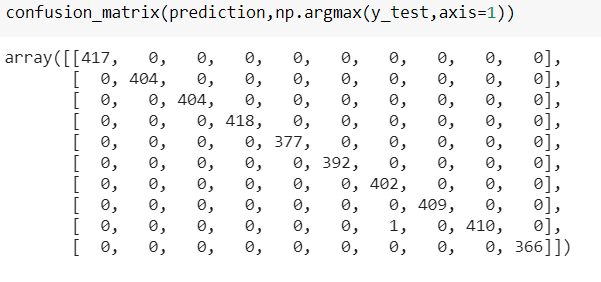 confusion_matrix(prediction,np.argmax(y_test,axis=1))
array([[417, 0, 0, 0, 0, 0, 0, 0, 0, 0],
[ 0, 404, 0, 0, 0, 0, 0, 0, 0, 0],
[ 0, 0, 404, 0, 0, 0, 0, 0, 0, 0],
[ 0, 0, 0, 418, 0, 0, 0, 0, 0, 0],
[ 0, 0, 0, 0, 377, 0, 0, 0, 0, 0],
[ 0, 0, 0, 0, 0, 392, 0, 0, 0, 0],
[ 0, 0, 0, 0, 0, 0, 402, 0, 0, 0],
[ 0, 0, 0, 0, 0, 0, 0, 409, 0, 0],
[ 0, 0, 0, 0, 0, 0, 1, 0, 410, 0],
[ 0, 0, 0, 0, 0, 0, 0, 0, 0, 366]])